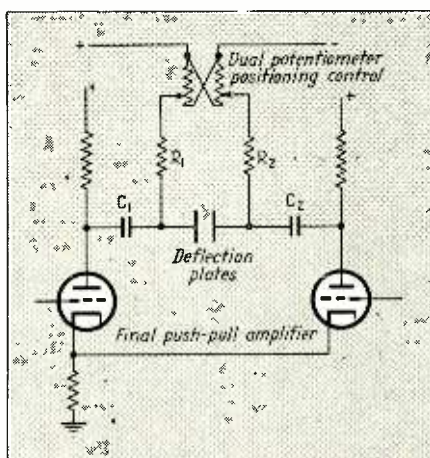 +
-
Dual potentiometer
positioning control
+
+
R1
R2
C1
C2
Deflection
plates
Final push-pull amplifier